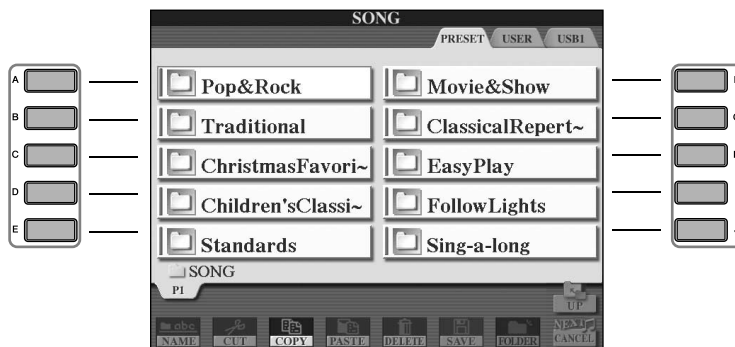 SONG
PRESET USER USB1
A Pop&Rock Movie&Show
B Traditional ClassicalRepert~
C ChristmasFavori~ EasyPlay
D Children'sClassi~ FollowLights
E Standards Sing-a-long
SONG
P1
UP
abc
NAME CUT COPY PASTE DELETE SAVE FOLDER NEXT CANCEL